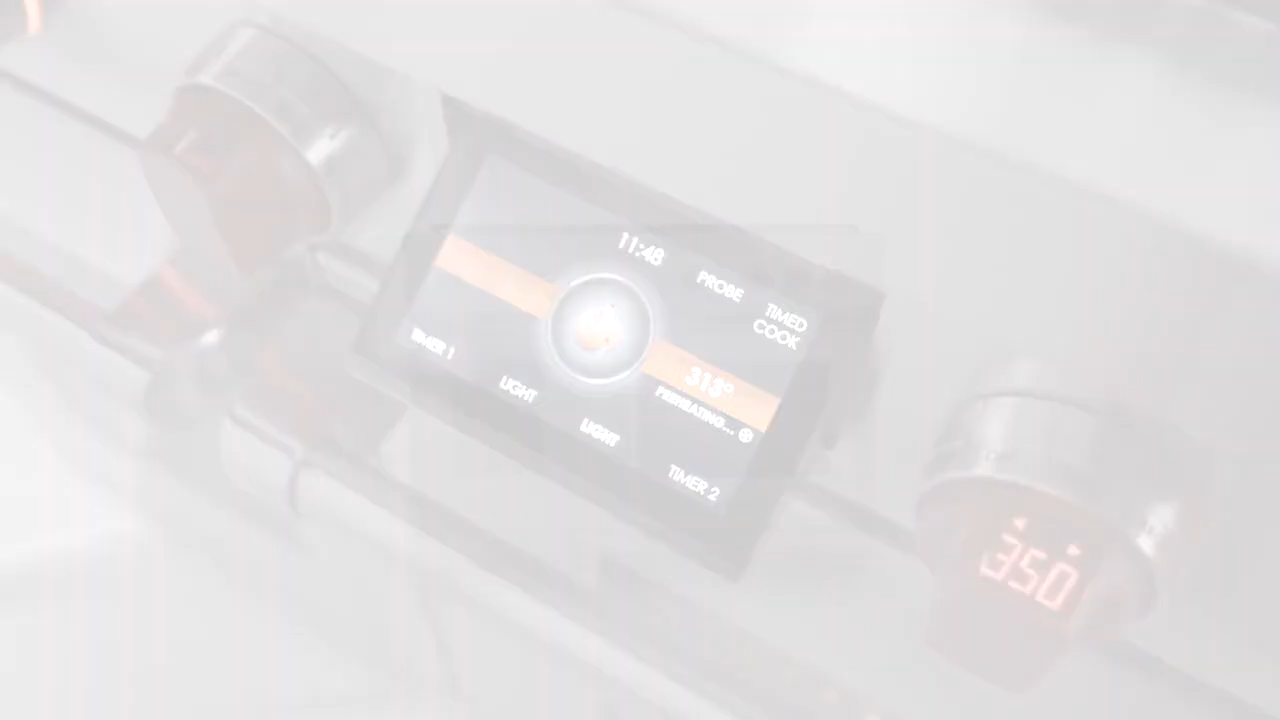 11:48
PROBE
TIMED
COOK
TIMER 1
313°
PREHEATING...
LIGHT
LIGHT
TIMER 2
350